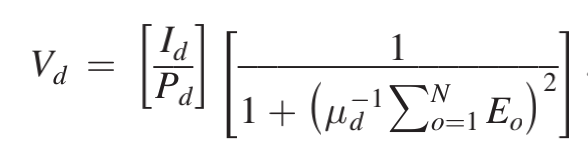 V_d = [I_d / P_d] [1 / (1 + (μ_d^{-1} ∑_{o=1}^{N} E_o)^2)].